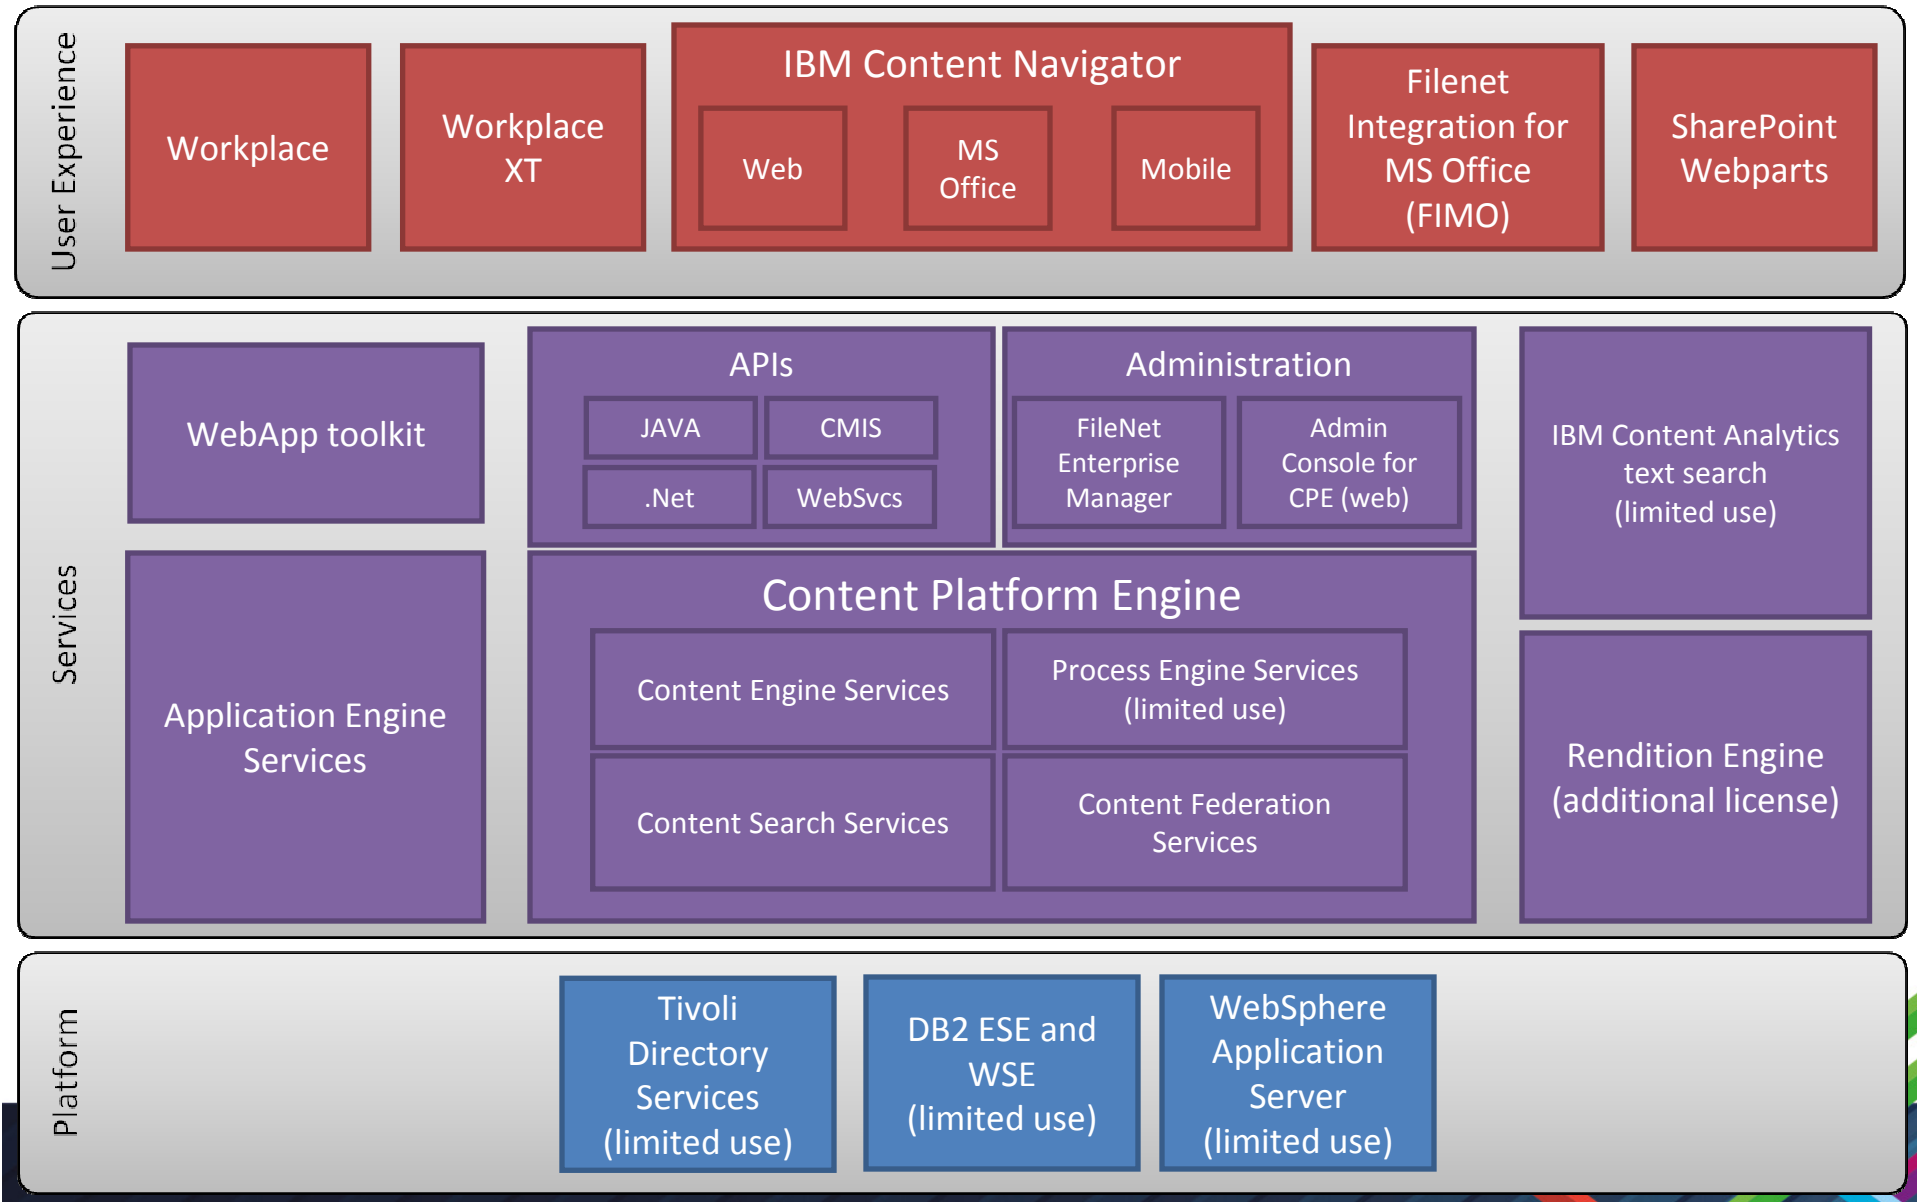 User Experience
Workplace
Workplace
XT
IBM Content Navigator
Web
MS
Office
Mobile
Filenet
Integration for
MS Office
(FIMO)
SharePoint
Webparts
Services
WebApp toolkit
APIs
JAVA
CMIS
.Net
WebSvcs
Administration
FileNet
Enterprise
Manager
Admin
Console for
CPE (web)
IBM Content Analytics
text search
(limited use)
Application Engine
Services
Content Platform Engine
Content Engine Services
Process Engine Services
(limited use)
Content Search Services
Content Federation
Services
Rendition Engine
(additional license)
Platform
Tivoli
Directory
Services
(limited use)
DB2 ESE and
WSE
(limited use)
WebSphere
Application
Server
(limited use)